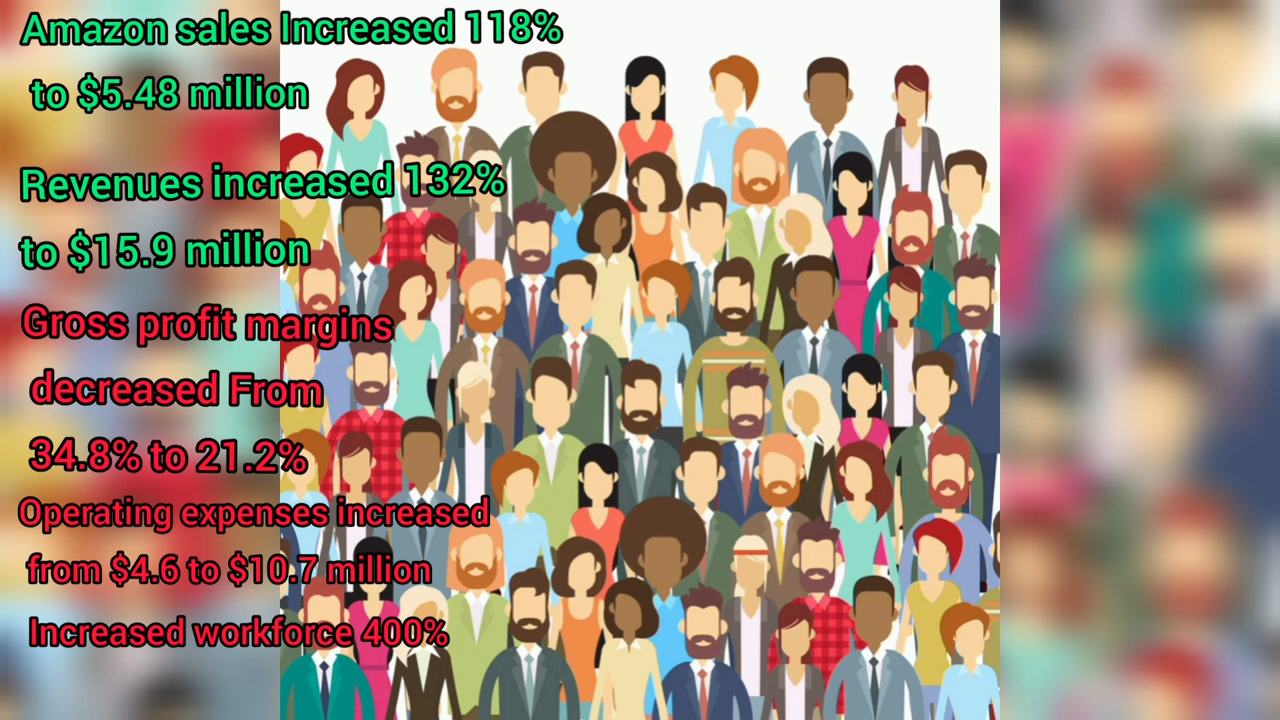 Amazon sales Increased 118%
to $5.48 million
Revenues increased 132%
to $15.9 million
Gross profit margins
decreased From
34.8% to 21.2%
Operating expenses increased
from $4.6 to $10.7 million
Increased workforce 400%